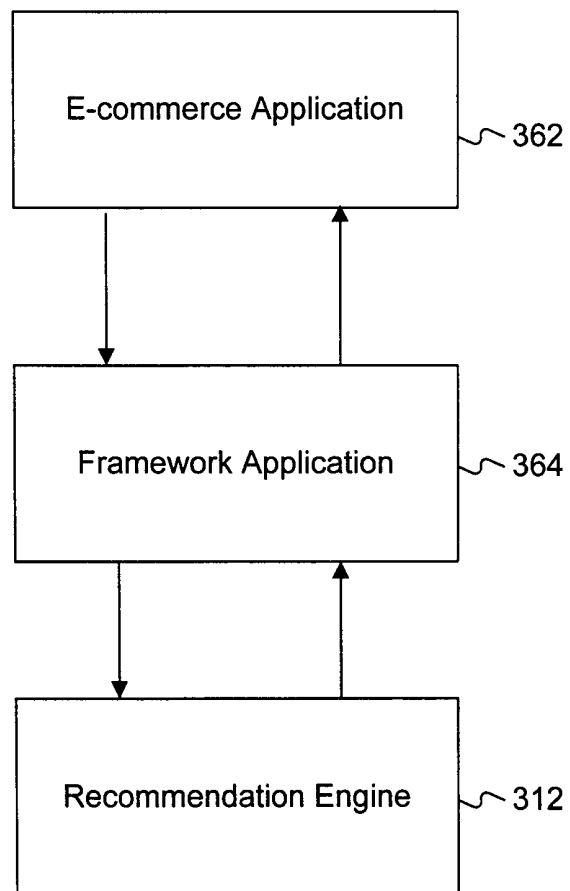 E-commerce Application
362
Framework Application
364
Recommendation Engine
312